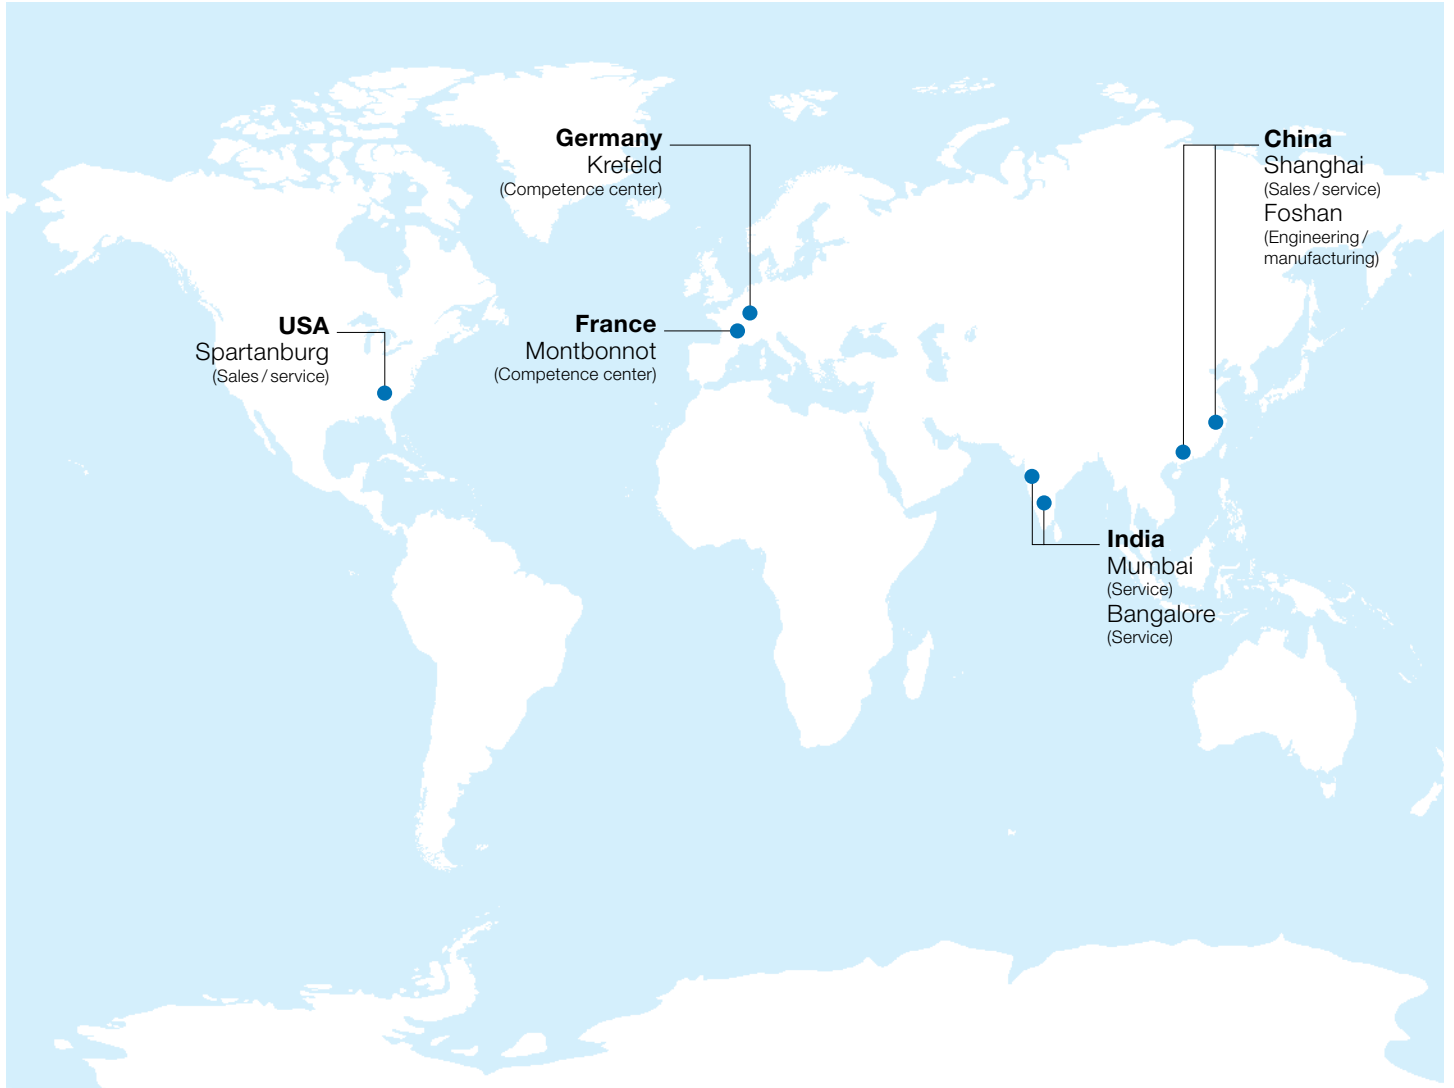 Germany
Krefeld
(Competence center)
China
Shanghai
(Sales / service)
Foshan
(Engineering /
manufacturing)
USA
Spartanburg
(Sales / service)
France
Montbonnot
(Competence center)
India
Mumbai
(Service)
Bangalore
(Service)